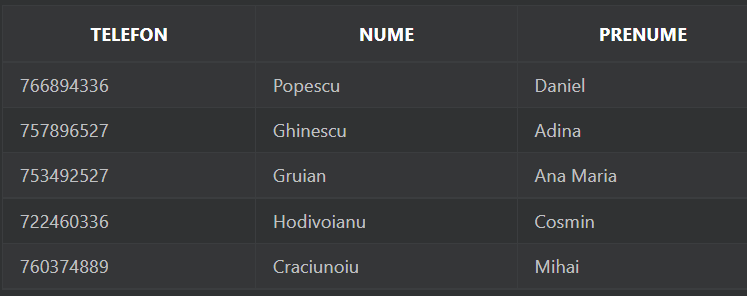 TELEFON NUME PRENUME
766894336 Popescu Daniel
757896527 Ghinescu Adina
753492527 Gruian Ana Maria
722460336 Hodivoianu Cosmin
760374889 Craciunoiu Mihai